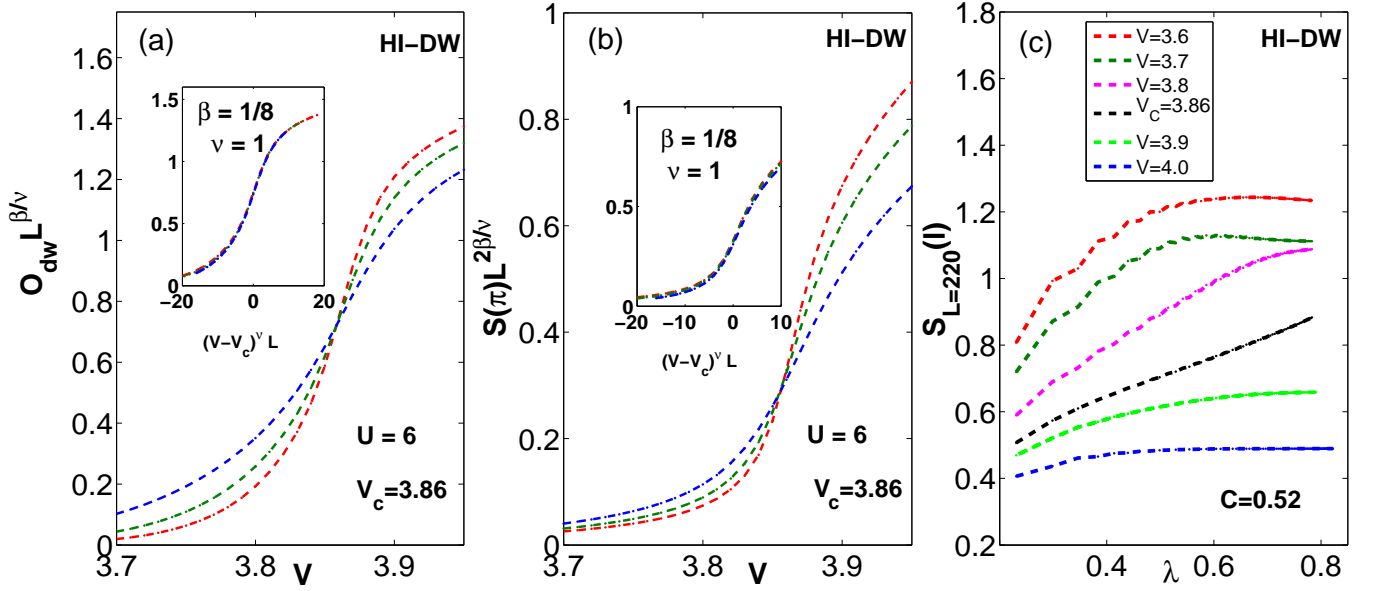 (a)
HI–DW
O_dw L^β/ν
1.6
1.4
1.2
1
0.8
0.6
0.4
0.2
0
3.7
3.8
3.9
V
U = 6
V_c=3.86
1.5
1
0.5
0
−20
0
20
β = 1/8
ν = 1
(V−V_c)^ν L
(b)
HI–DW
S(π)L^2β/ν
1
0.8
0.6
0.4
0.2
0
3.7
3.8
3.9
V
U = 6
V_c=3.86
1
0.5
0
−20
−10
0
10
β = 1/8
ν = 1
(V−V_c)^ν L
(c)
HI–DW
S_L=220(l)
1.8
1.6
1.4
1.2
1
0.8
0.6
0.4
0.2
0.4
0.6
0.8
λ
V=3.6
V=3.7
V=3.8
V_C=3.86
V=3.9
V=4.0
C=0.52